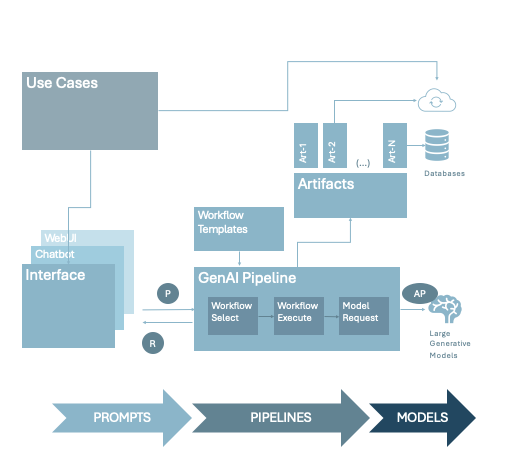 Use Cases
Art-1
Art-2
(...)
Art-N
Databases
Artifacts
Workflow
Templates
WebUI
Chatbot
Interface
P
R
GenAI Pipeline
Workflow
Select
Workflow
Execute
Model
Request
AP
Large
Generative
Models
PROMPTS
PIPELINES
MODELS